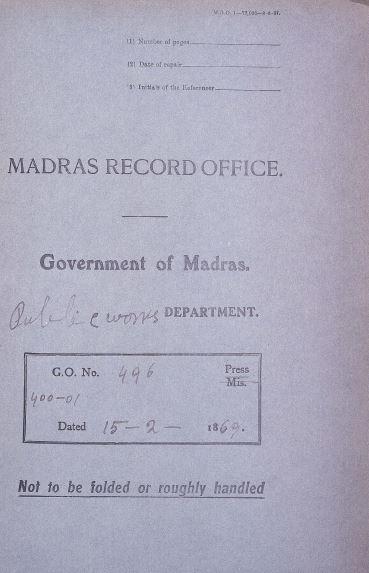 (1) Number of pages
(2) Date of repair
(3) Initials of the Referencer
MADRAS RECORD OFFICE.
Government of Madras.
Public works DEPARTMENT.
G.O. No. 496 Press
Mis.
400-01
Dated 15-2- 1869.
Not to be folded or roughly handled